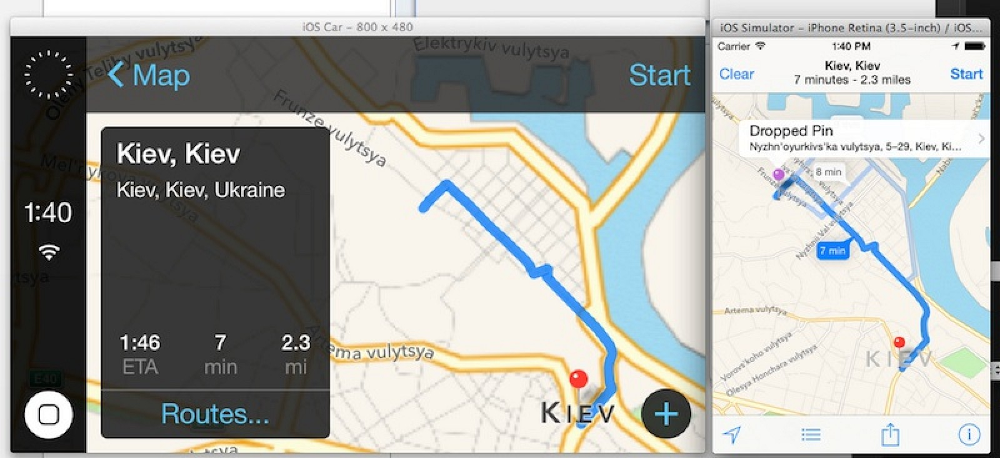 iOS Car – 800 x 480
Oleny Teliby vulytsya
Elektrykiv vulytsya
Map
Start
Frunze vulytsya
Kiev, Kiev
Kiev, Kiev, Ukraine
1:40
1:46
7
2.3
ETA
min
mi
Routes...
Artema vulytsya
E40
KIEV
iOS Simulator – iPhone Retina (3.5–inch) / iOS...
Carrier
1:40 PM
Clear
Kiev, Kiev
7 minutes - 2.3 miles
Start
Dropped Pin
Nyzhn'oyurkivs'ka vulytsya, 5–29, Kiev, Ki...
8 min
Frunze vulytsya
Nyzhnii Val vulytsya
7 min
Artema vulytsya
KIEV
Vorovs'koho vulytsya
Olesya Honchara vulytsya